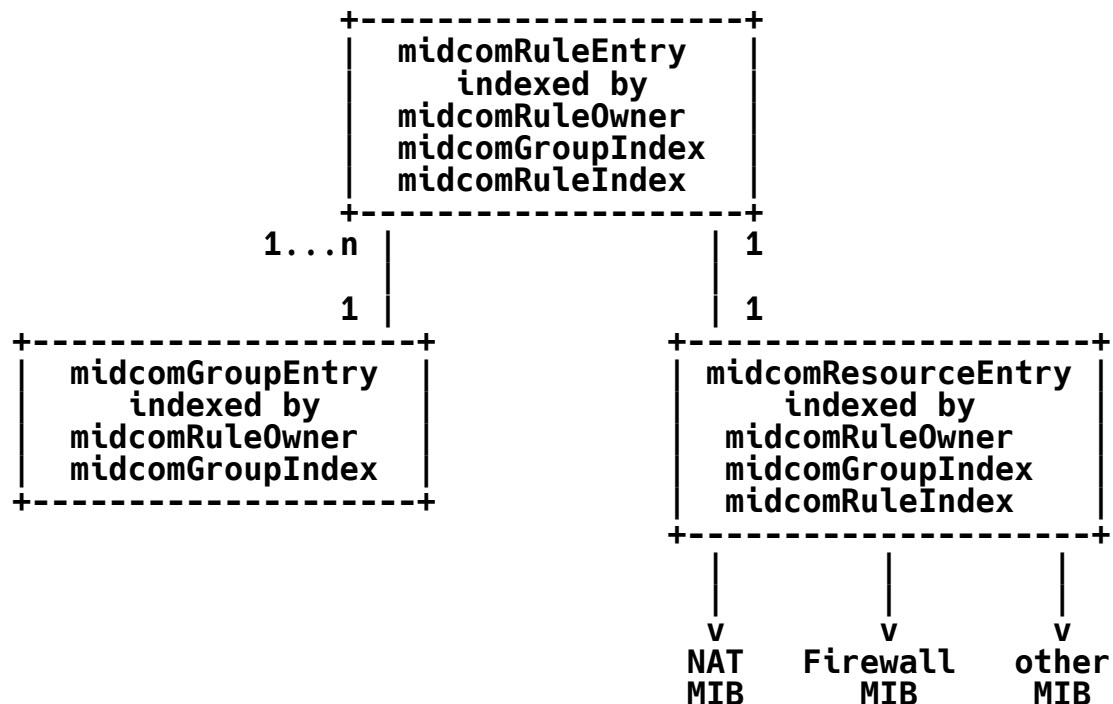 midcomRuleEntry
indexed by
midcomRuleOwner
midcomGroupIndex
midcomRuleIndex
1...n 1
1 1
midcomGroupEntry midcomResourceEntry
indexed by indexed by
midcomRuleOwner midcomRuleOwner
midcomGroupIndex midcomGroupIndex
midcomRuleIndex
v v v
NAT Firewall other
MIB MIB MIB